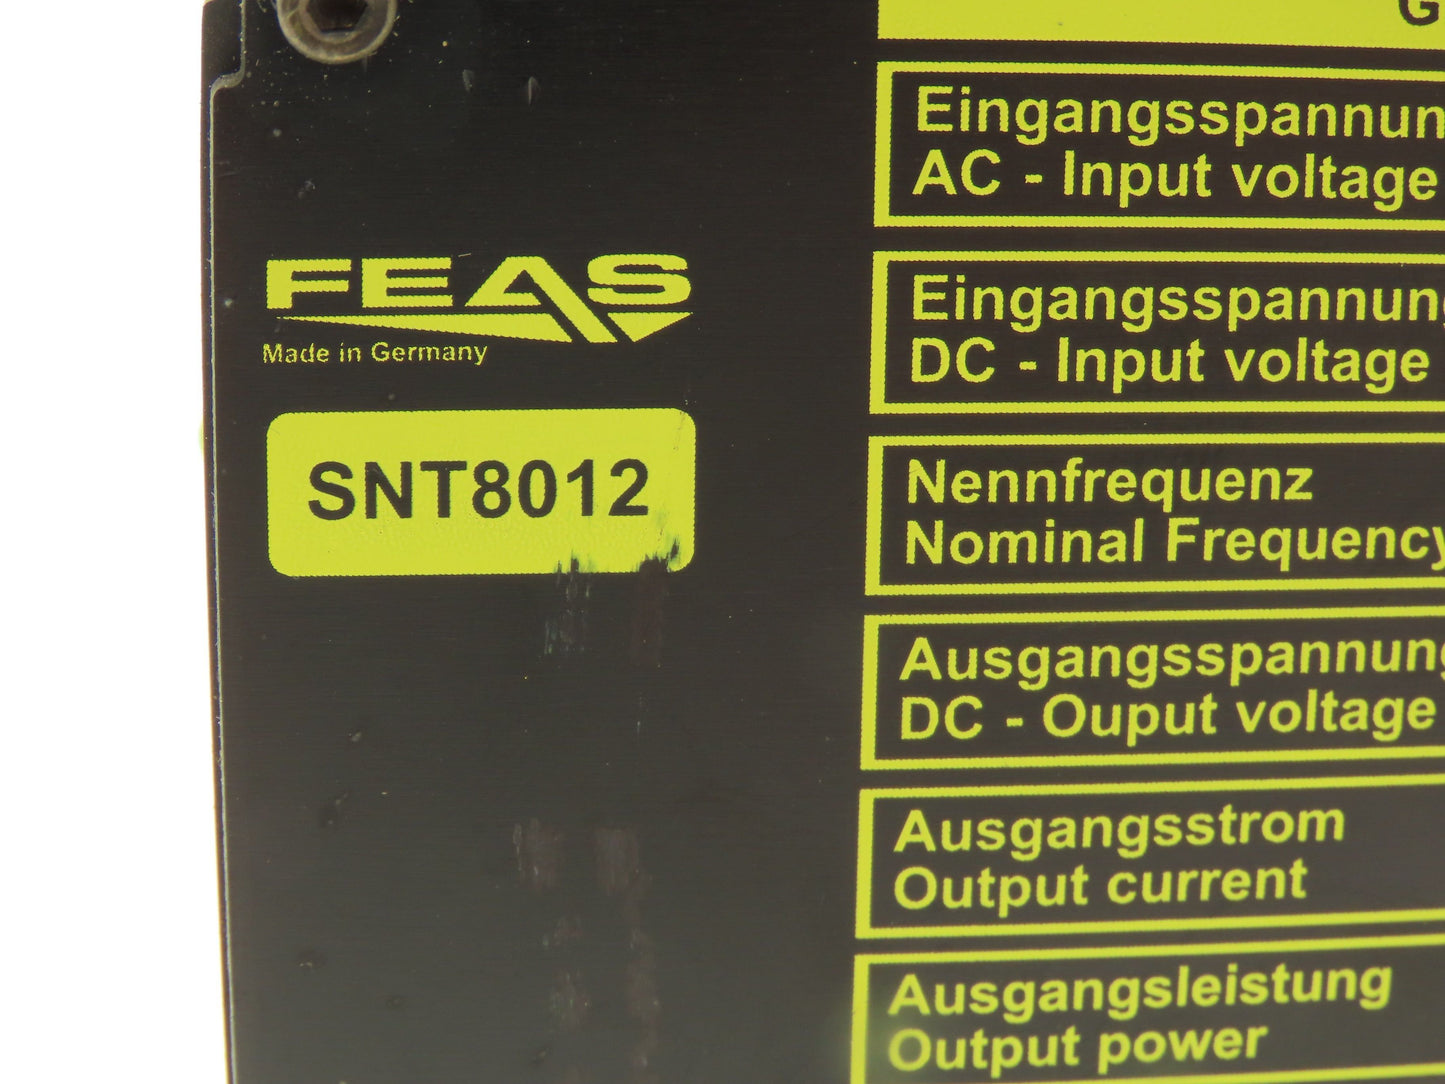 FEAS
Made in Germany
SNT8012
G
Eingangsspannun
AC - Input voltage
Eingangsspannung
DC - Input voltage
Nennfrequenz
Nominal Frequency
Ausgangsspannung
DC - Ouput voltage
Ausgangsstrom
Output current
Ausgangsleistung
Output power